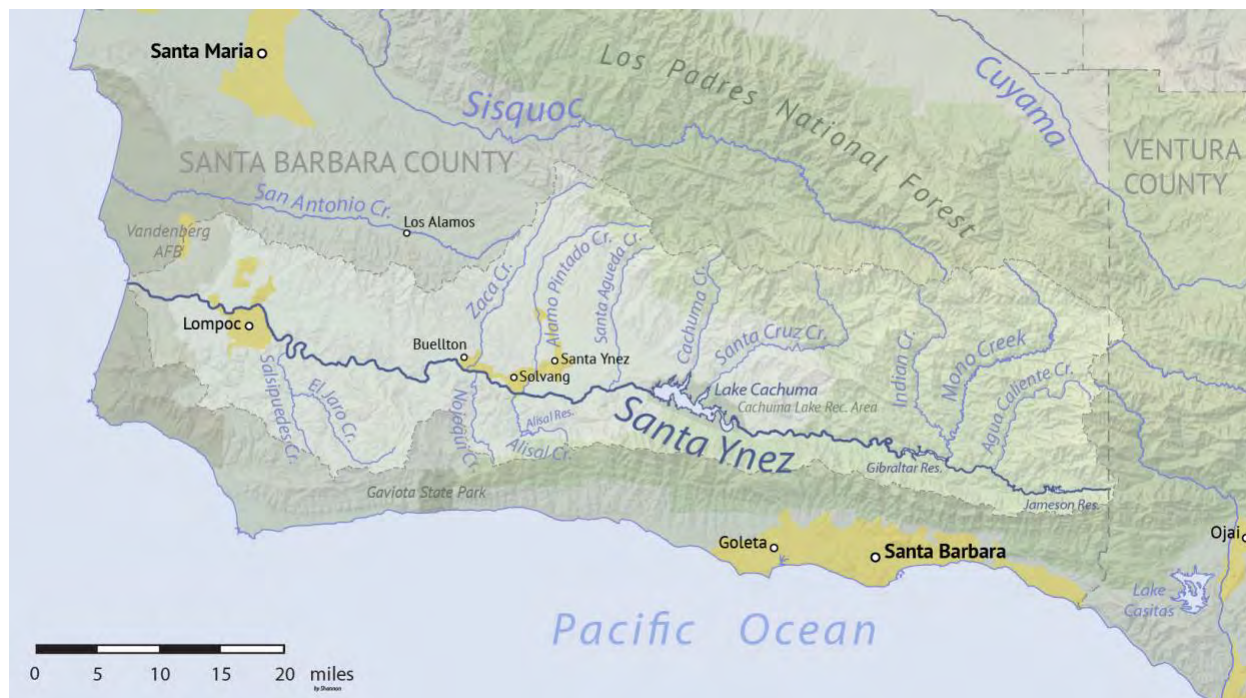 Santa Maria
Sisquoc
Los Padres National Forest
Cuyama
SANTA BARBARA COUNTY
VENTURA
COUNTY
San Antonio Cr.
Los Alamos
Vandenberg
AFB
Zaca Cr.
Alamo Pintado Cr.
Santa Agueda Cr.
Cachuma Cr.
Santa Cruz Cr.
Indian Cr.
Mono Creek
Agua Caliente Cr.
Lompoc
Buellton
Santa Ynez
Solvang
Lake Cachuma
Cachuma Lake Rec. Area
Salsipuedes Cr.
El Jaro Cr.
Nojoqui Cr.
Alisal Res.
Alisal Cr.
Santa Ynez
Gibraltar Res.
Jameson Res.
Gaviota State Park
Goleta
Santa Barbara
Ojai
Lake
Casitas
Pacific Ocean
0 5 10 15 20 miles
by Shannon